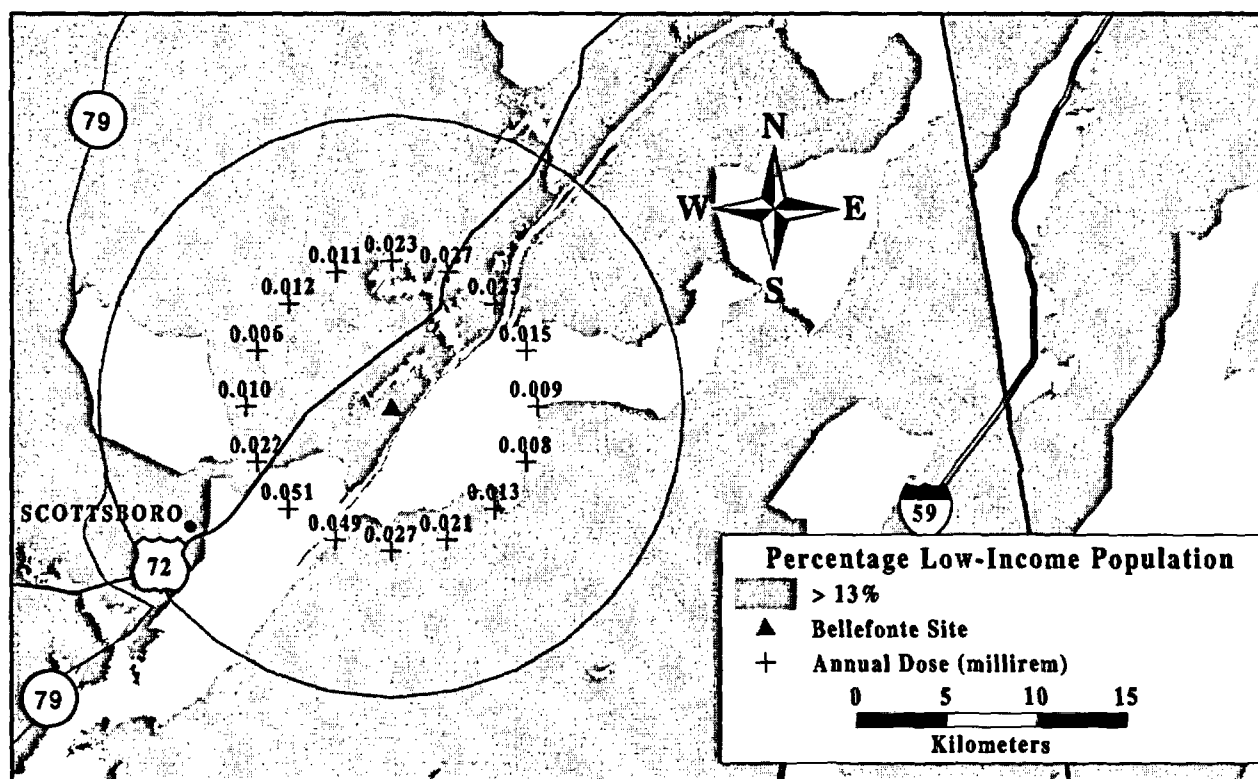 79
N
W E
S
0.023
0.011 0.027
0.012 0.023
0.006 0.015
0.010 0.009
0.022 0.008
0.051 0.013
0.049 0.021
0.027
SCOTTSBORO
72
59
79
Percentage Low-Income Population
> 13%
Bellefonte Site
Annual Dose (millirem)
0 5 10 15
Kilometers